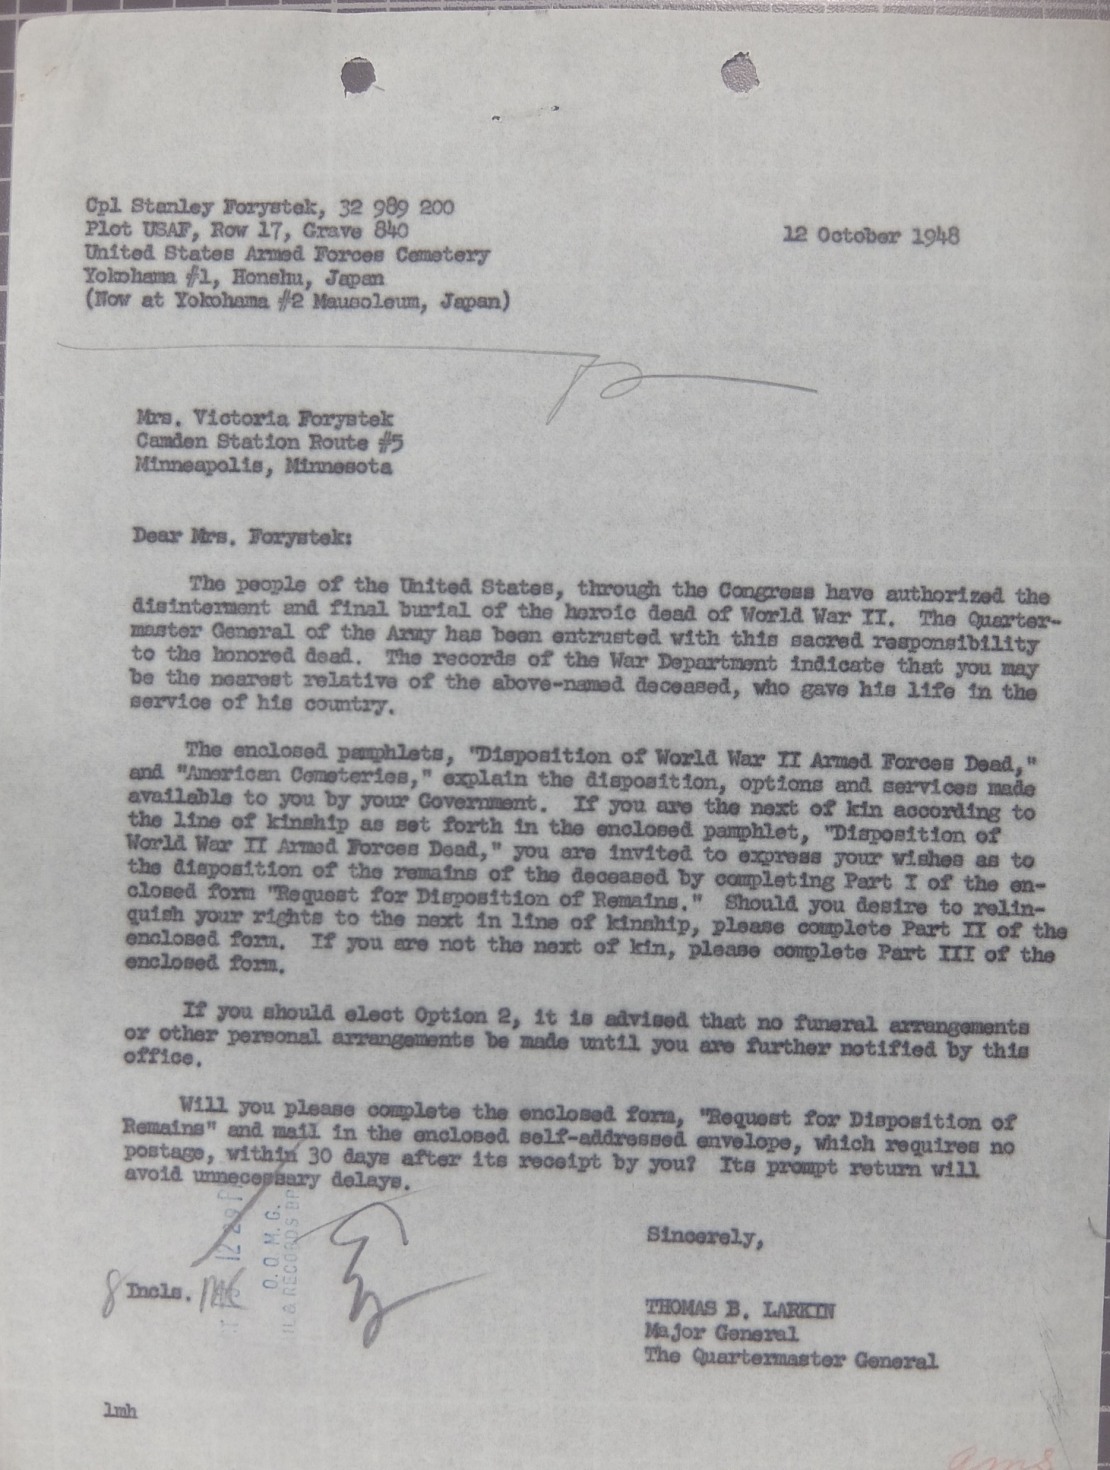 Cpl Stanley Forystek, 32 989 200
Plot USAF, Row 17, Grave 840
12 October 1948
United States Armed Forces Cemetery
Yokohama #1, Honshu, Japan
(Now at Yokohama #2 Mausoleum, Japan)
Mrs. Victoria Forystek
Camden Station Route #5
Minneapolis, Minnesota
Dear Mrs. Forystek:
The people of the United States, through the Congress have authorized the
disinterment and final burial of the heroic dead of World War II. The Quarter-
master General of the Army has been entrusted with this sacred responsibility
to the honored dead. The records of the War Department indicate that you may
be the nearest relative of the above-named deceased, who gave his life in the
service of his country.
The enclosed pamphlets, "Disposition of World War II Armed Forces Dead,"
and "American Cemeteries," explain the disposition, options and services made
available to you by your Government. If you are the next of kin according to
the line of kinship as set forth in the enclosed pamphlet, "Disposition of
World War II Armed Forces Dead," you are invited to express your wishes as to
the disposition of the remains of the deceased by completing Part I of the en-
closed form "Request for Disposition of Remains." Should you desire to relin-
quish your rights to the next in line of kinship, please complete Part II of the
enclosed form. If you are not the next of kin, please complete Part III of the
enclosed form.
If you should elect Option 2, it is advised that no funeral arrangements
or other personal arrangements be made until you are further notified by this
office.
Will you please complete the enclosed form, "Request for Disposition of
Remains" and mail in the enclosed self-addressed envelope, which requires no
postage, within 30 days after its receipt by you? Its prompt return will
avoid unnecessary delays.
Sincerely,
8 Incls.
THOMAS B. LARKIN
Major General
The Quartermaster General
lmh
ams